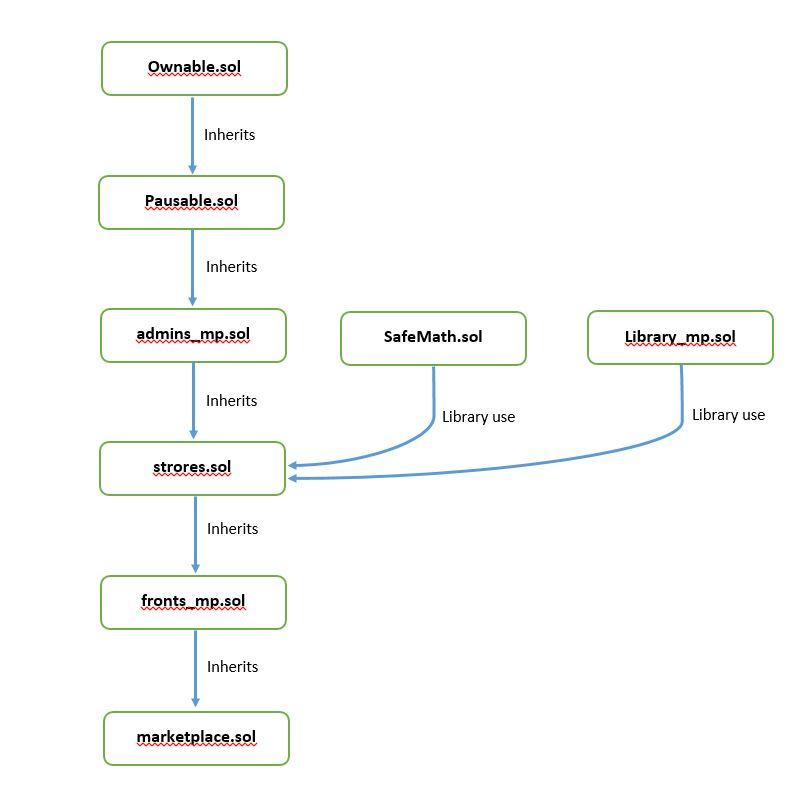 Ownable.sol
Inherits
Pausable.sol
Inherits
admins_mp.sol
SafeMath.sol
Library_mp.sol
Inherits
Library use
Library use
strores.sol
Inherits
fronts_mp.sol
Inherits
marketplace.sol